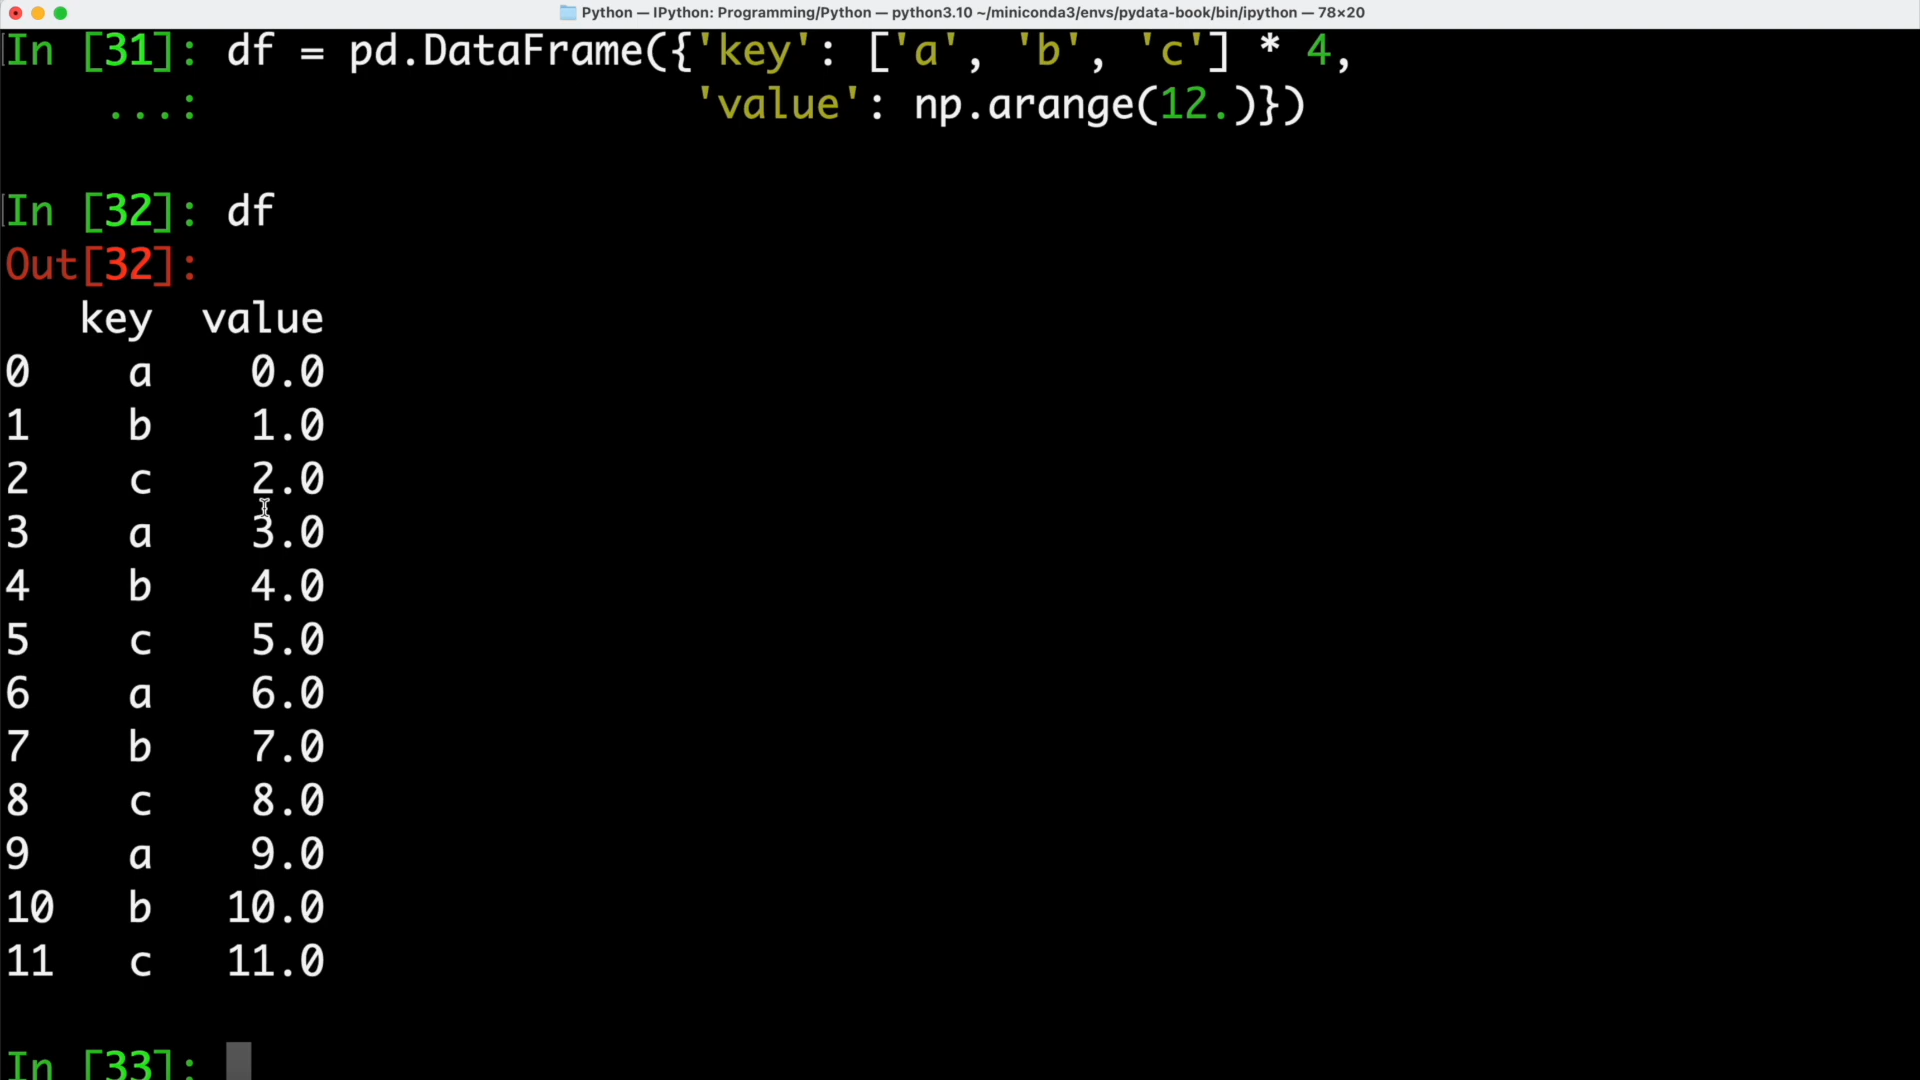 Python — IPython: Programming/Python — python3.10 ~/miniconda3/envs/pydata-book/bin/ipython — 78×20
In [31]: df = pd.DataFrame({'key': ['a', 'b', 'c'] * 4,
...: 'value': np.arange(12.)})
In [32]: df
Out[32]:
key value
0 a 0.0
1 b 1.0
2 c 2.0
3 a 3.0
4 b 4.0
5 c 5.0
6 a 6.0
7 b 7.0
8 c 8.0
9 a 9.0
10 b 10.0
11 c 11.0
In [33]: